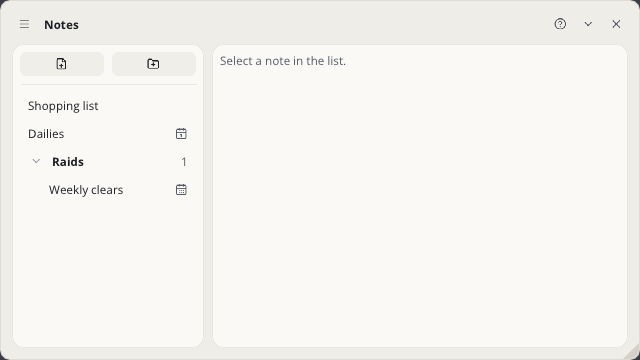 Notes
Select a note in the list.
Shopping list
Dailies
Raids 1
Weekly clears